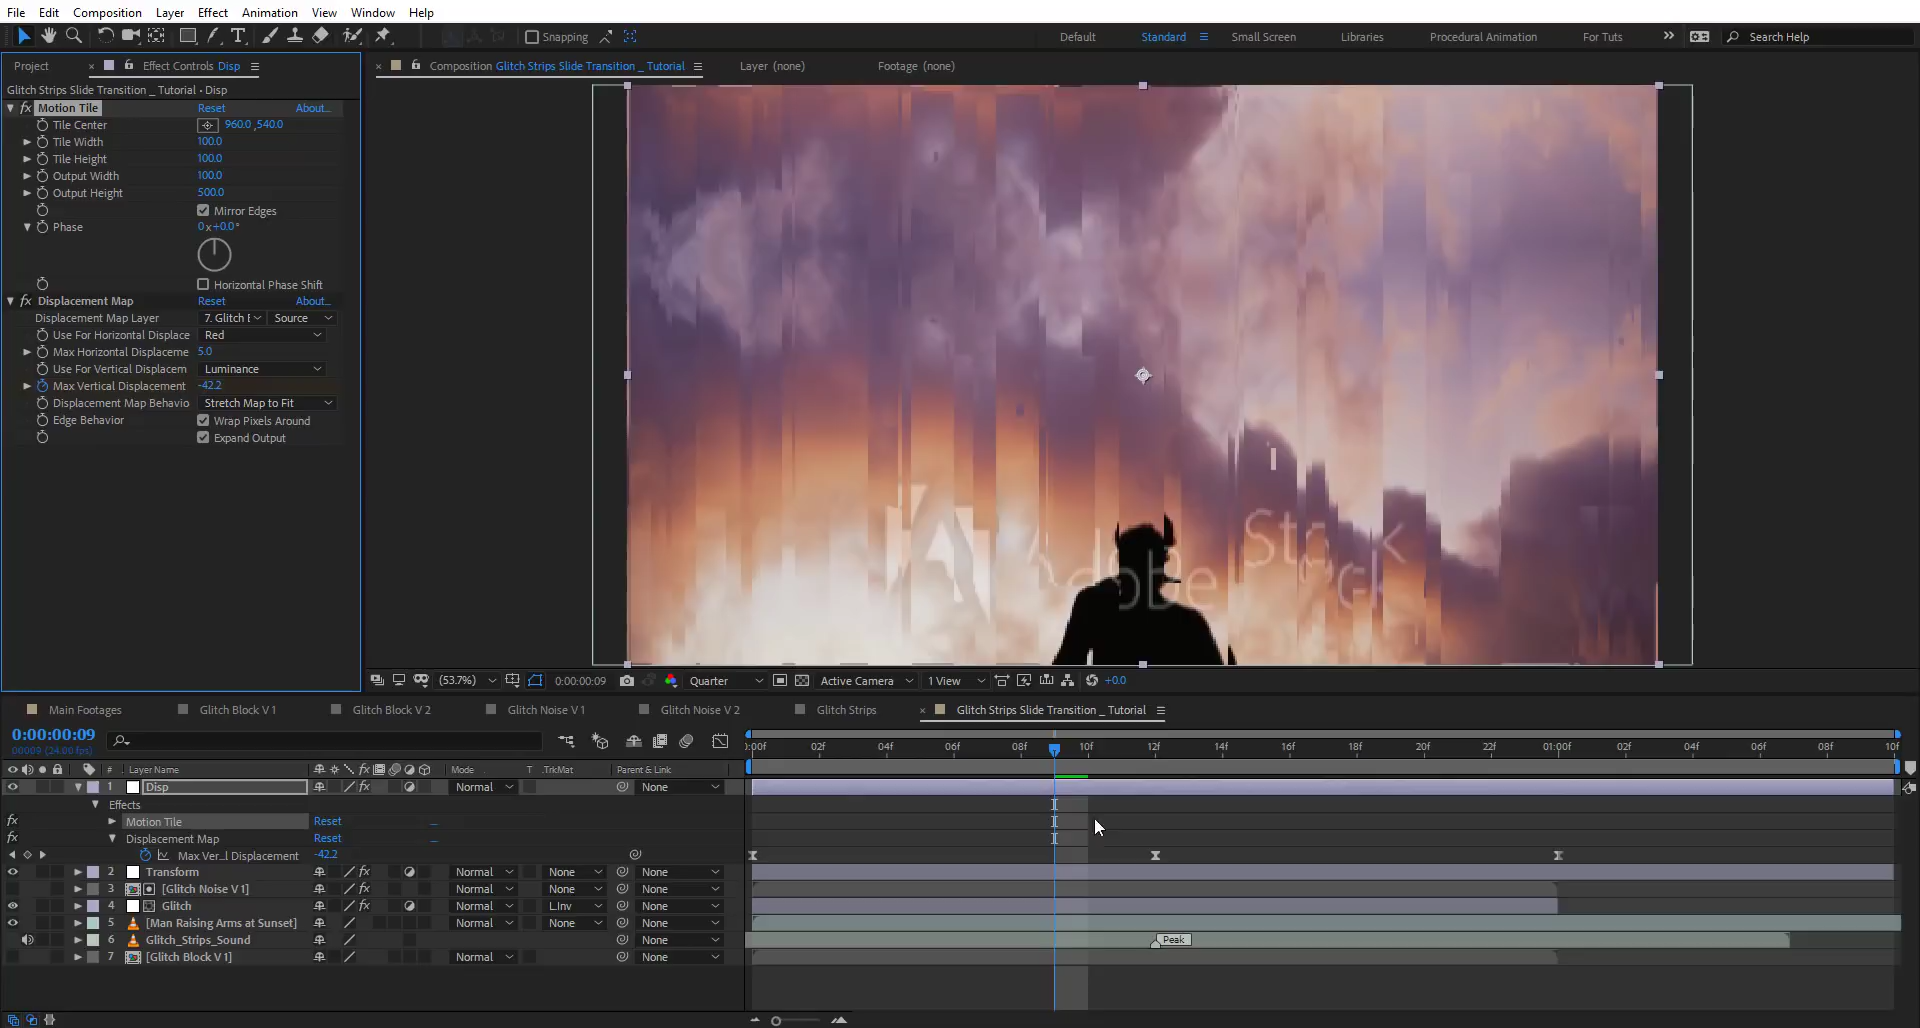 File Edit Composition Layer Effect Animation View Window Help
Snapping Default Standard Small Screen Libraries Procedural Animation For Tuts Search Help
Project Effect Controls Disp Composition Glitch Strips Slide Transition _ Tutorial Layer (none) Footage (none)
Glitch Strips Slide Transition _ Tutorial • Disp
fx Motion Tile Reset About...
Tile Center 960.0 ,540.0
Tile Width 100.0
Tile Height 100.0
Output Width 100.0
Output Height 500.0
Mirror Edges
Phase 0x+0.0°
Horizontal Phase Shift
fx Displacement Map Reset About...
Displacement Map Layer 7. Glitch Source
Use For Horizontal Displace Red
Max Horizontal Displaceme 5.0
Use For Vertical Displacem Luminance
Max Vertical Displacement -42.2
Displacement Map Behavio Stretch Map to Fit
Edge Behavior Wrap Pixels Around
Expand Output
(53.7%) 0:00:00:09 Quarter Active Camera 1 View +0.0
Main Footages Glitch Block V1 Glitch Block V 2 Glitch Noise V1 Glitch Noise V 2 Glitch Strips Glitch Strips Slide Transition _ Tutorial
0:00:00:09
00009 (24.00 fps)
:00f 02f 04f 06f 08f 10f 12f 14f 16f 18f 20f 22f 01:00f 02f 04f 06f 08f 10f
# Layer Name fx Mode T .TrkMat Parent & Link
1 Disp fx Normal None
Effects
fx Motion Tile Reset
fx Displacement Map Reset
Max Ver...l Displacement -42.2
2 Transform fx Normal None None
3 [Glitch Noise V 1] fx Normal None None
4 Glitch fx Normal L.Inv None
5 [Man Raising Arms at Sunset] Normal None None
6 Glitch_Strips_Sound None Peak
7 [Glitch Block V 1] Normal None None